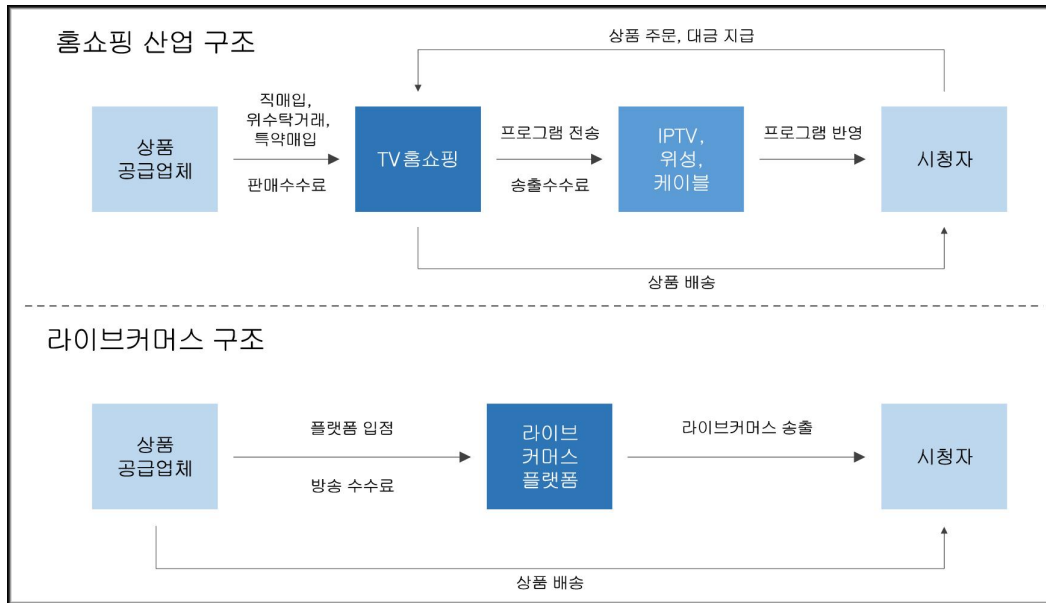 홈쇼핑 산업 구조
상품 주문, 대금 지급
상품
공급업체
직매입,
위수탁거래,
특약매입
판매수수료
TV홈쇼핑
프로그램 전송
송출수수료
IPTV,
위성,
케이블
프로그램 반영
시청자
상품 배송
라이브커머스 구조
상품
공급업체
플랫폼 입점
방송 수수료
라이브
커머스
플랫폼
라이브커머스 송출
시청자
상품 배송